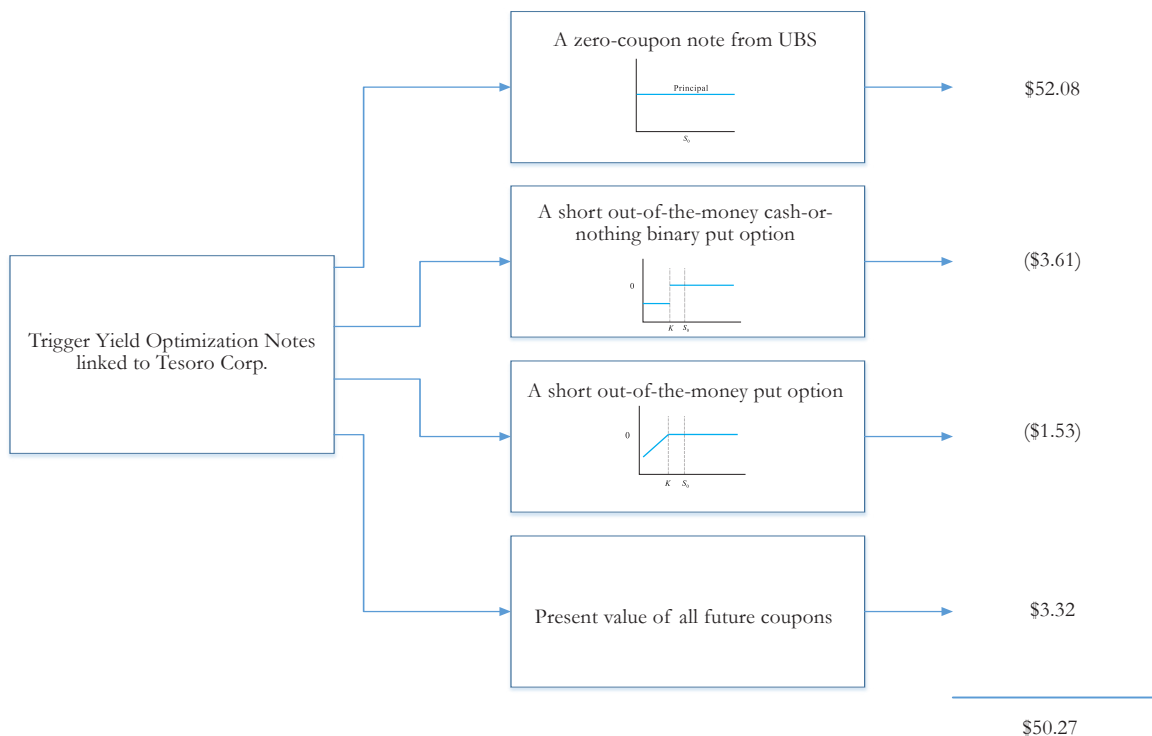 A zero-coupon note from UBS
Principal
S0
$52.08
A short out-of-the-money cash-or-
nothing binary put option
0
K S0
($3.61)
Trigger Yield Optimization Notes
linked to Tesoro Corp.
A short out-of-the-money put option
0
K S0
($1.53)
Present value of all future coupons
$3.32
$50.27